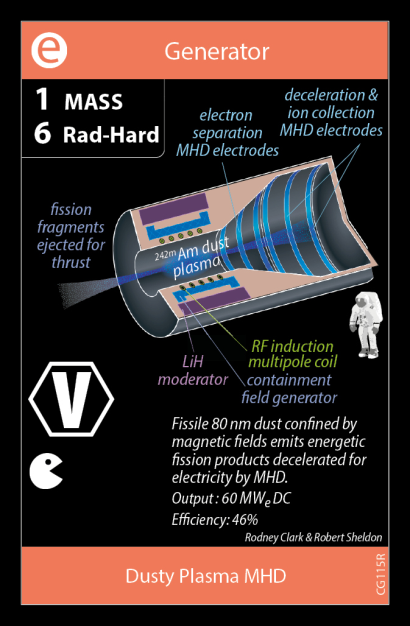 e
Generator
1 MASS
6 Rad-Hard
electron
separation
MHD electrodes
deceleration &
ion collection
MHD electrodes
fission
fragments
ejected for
thrust
242m Am dust
plasma
RF induction
multipole coil
LiH
moderator
containment
field generator
V
Fissile 80 nm dust confined by
magnetic fields emits energetic
fission products decelerated for
electricity by MHD.
Output : 60 MWe DC
Efficiency: 46%
Rodney Clark & Robert Sheldon
Dusty Plasma MHD
CG115R